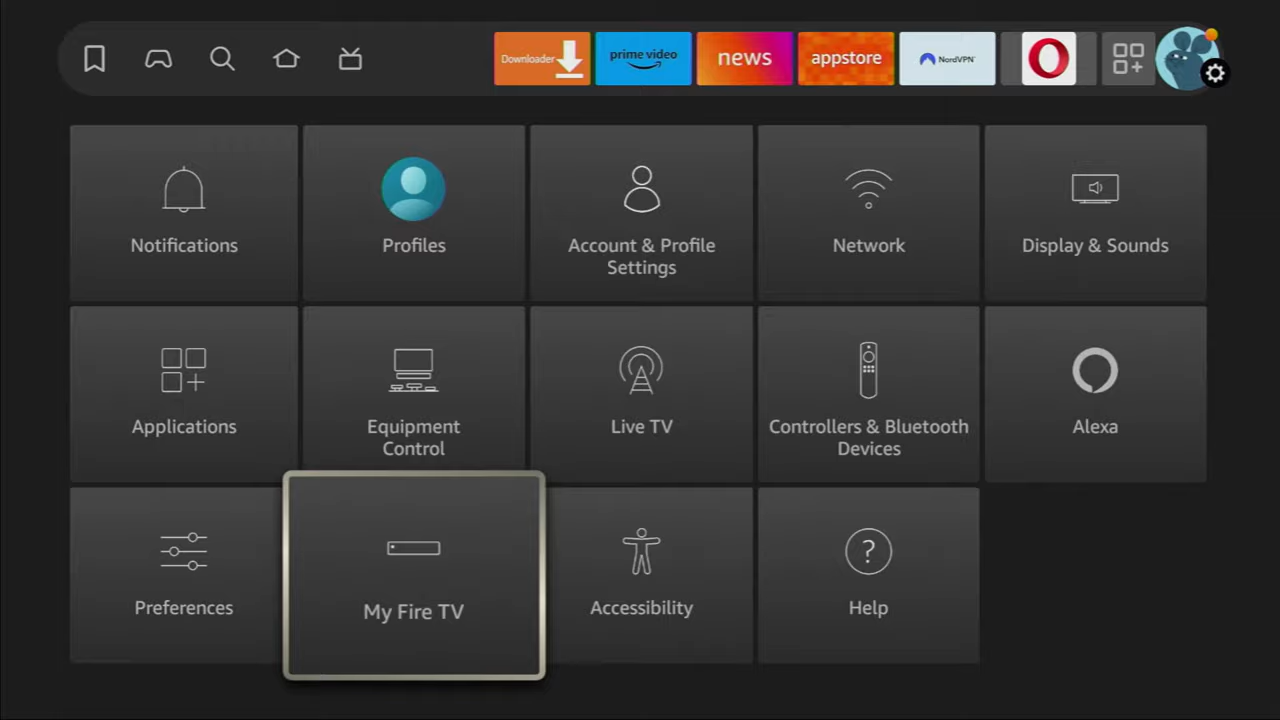 Downloader
prime video
news
appstore
NordVPN
Notifications
Profiles
Account & Profile
Settings
Network
Display & Sounds
Applications
Equipment
Control
Live TV
Controllers & Bluetooth
Devices
Alexa
Preferences
My Fire TV
Accessibility
?
Help